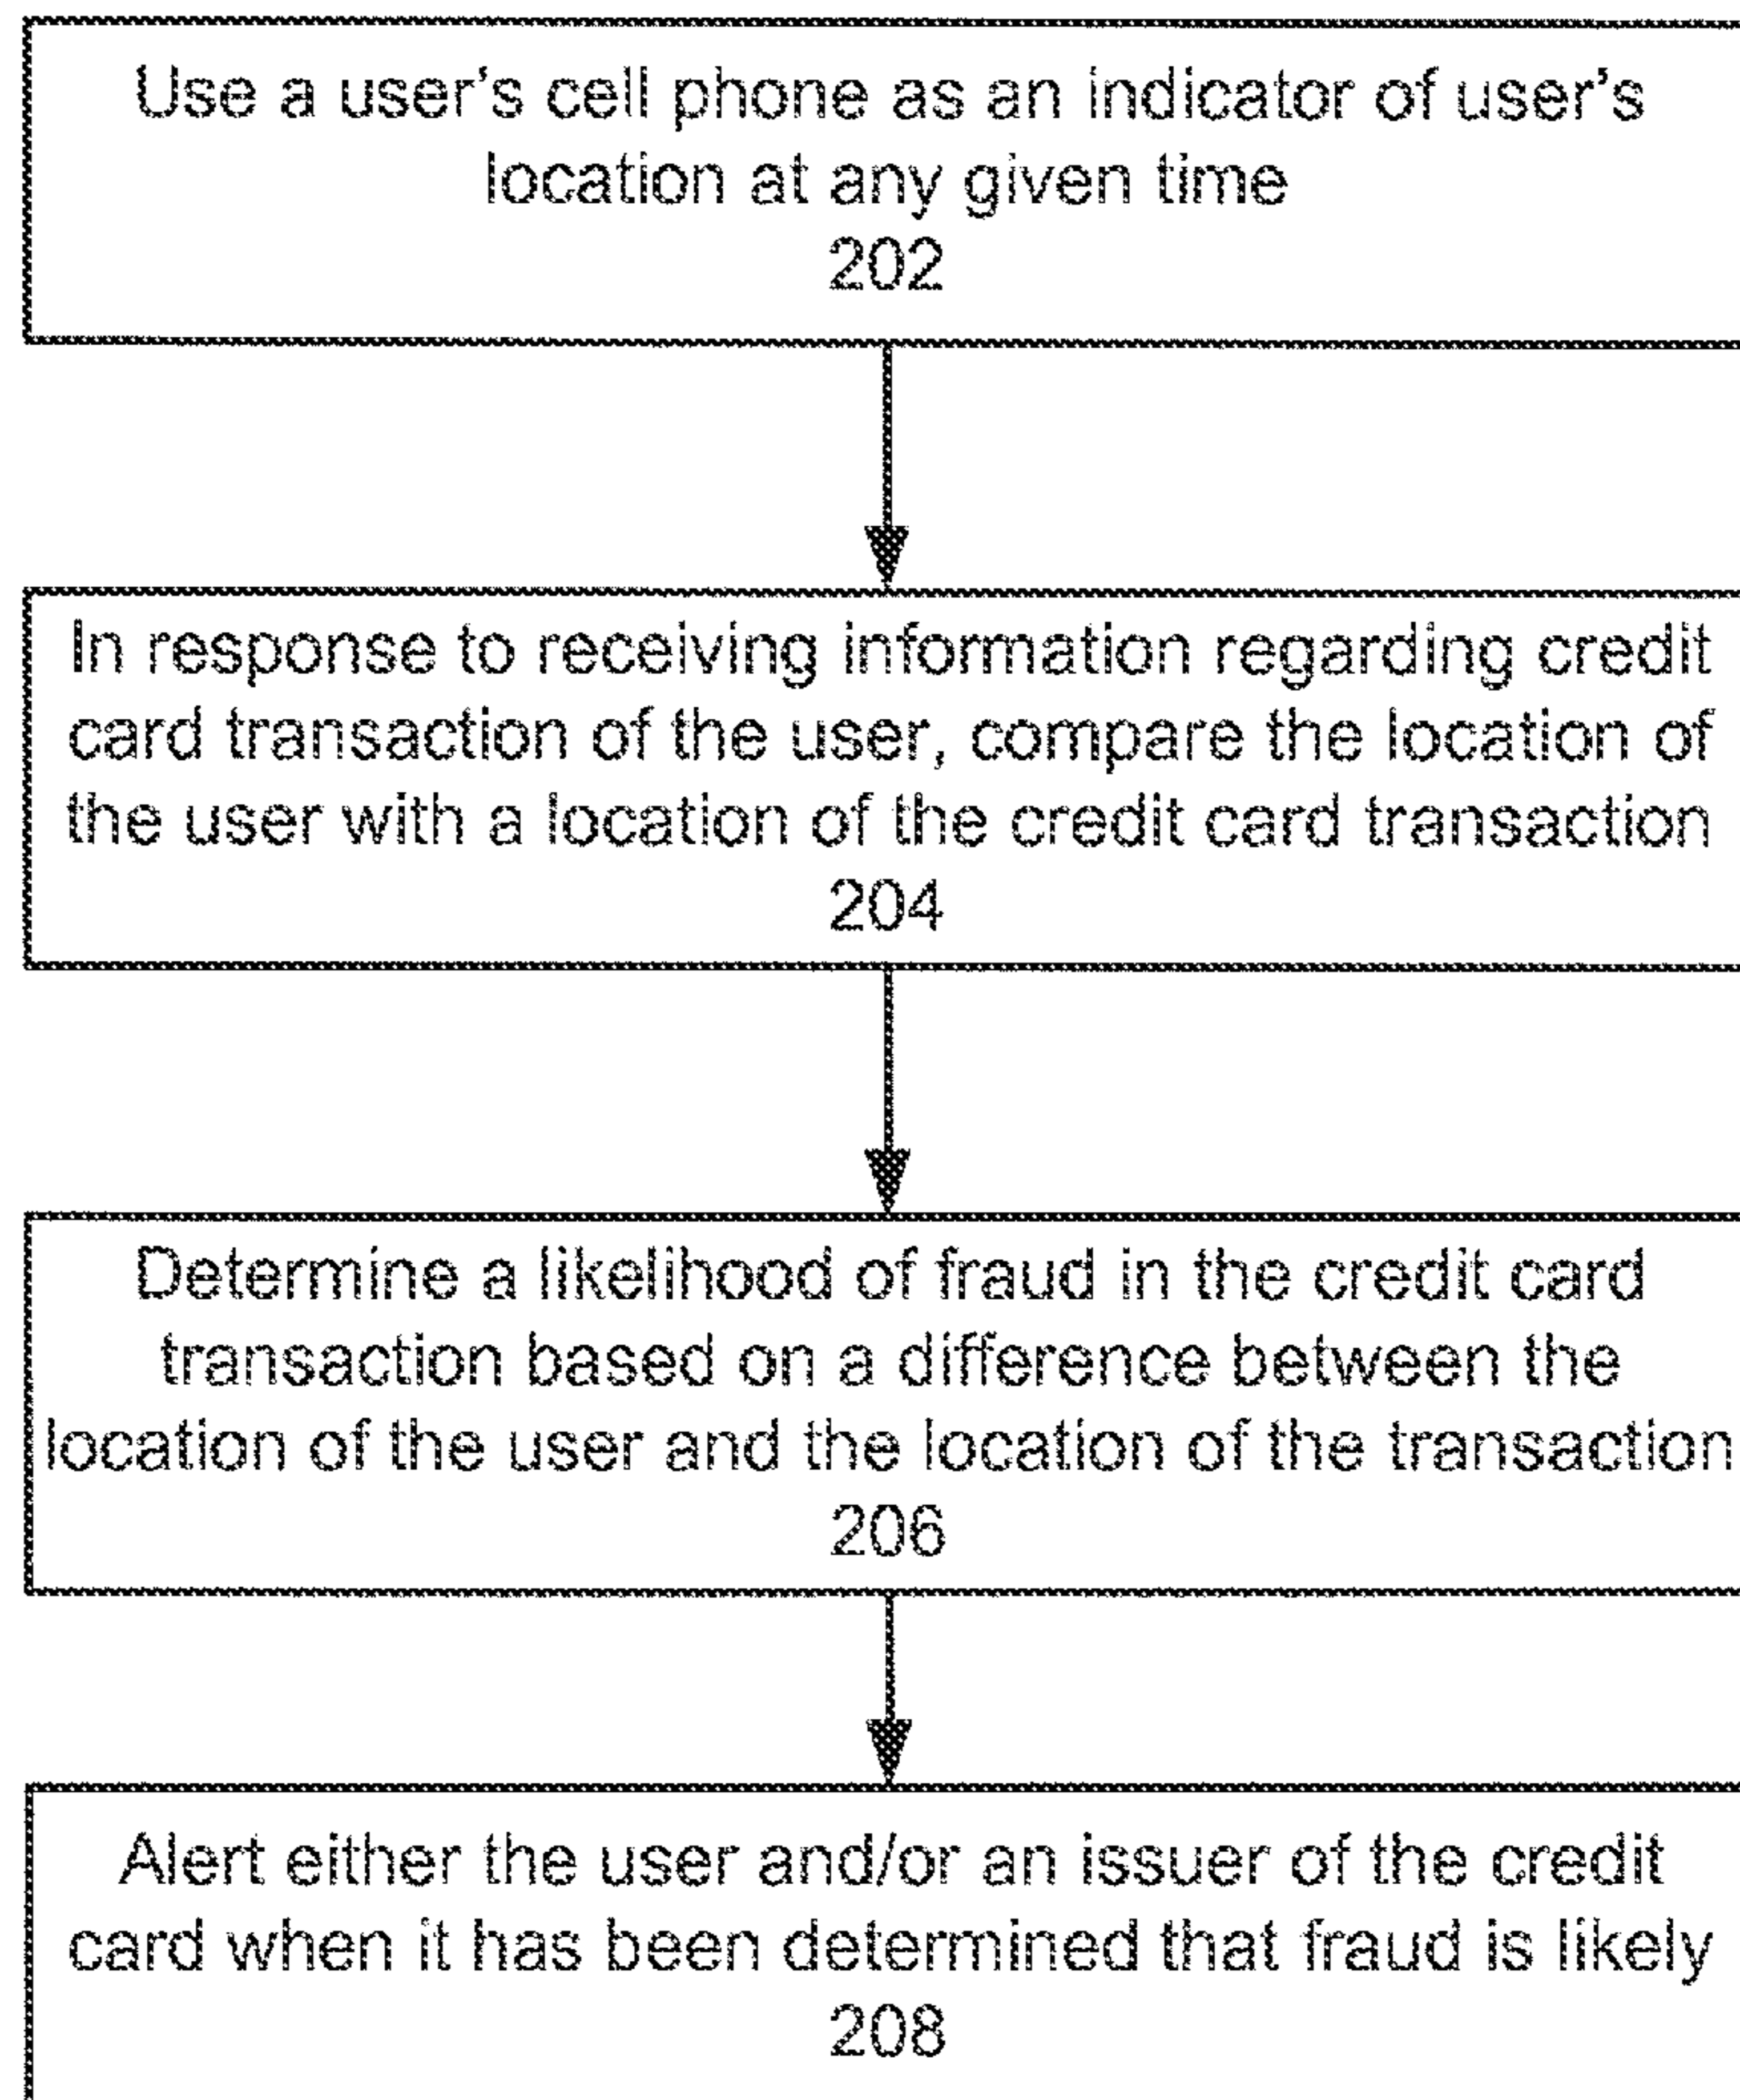 Use a user's cell phone as an indicator of user's
location at any given time
202
In response to receiving information regarding credit
card transaction of the user, compare the location of
the user with a location of the credit card transaction
204
Determine a likelihood of fraud in the credit card
transaction based on a difference between the
location of the user and the location of the transaction
206
Alert either the user and/or an issuer of the credit
card when it has been determined that fraud is likely
208